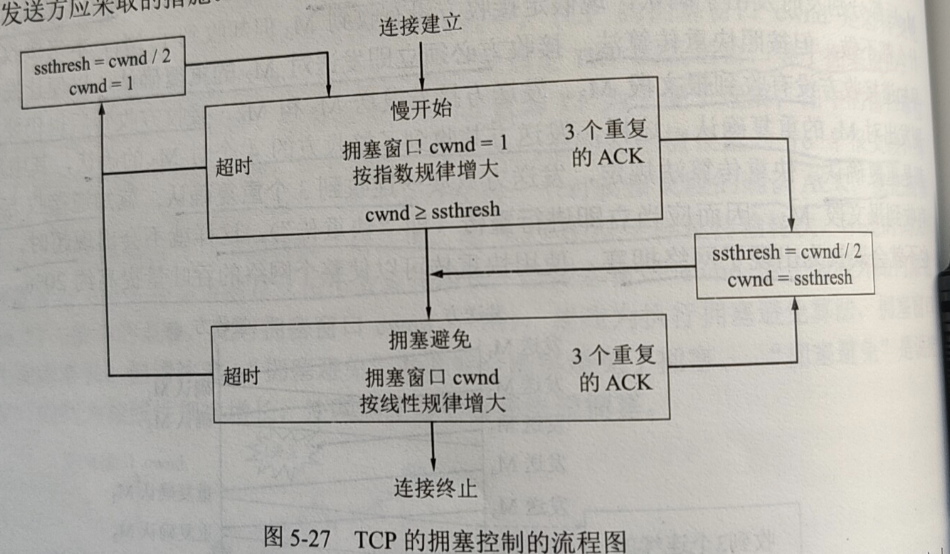 发送方应采取的措施
连接建立
ssthresh = cwnd / 2
cwnd = 1
慢开始
拥塞窗口 cwnd = 1
按指数规律增大
cwnd ≥ ssthresh
超时
3 个重复
的 ACK
ssthresh = cwnd / 2
cwnd = ssthresh
拥塞避免
拥塞窗口 cwnd
按线性规律增大
超时
3 个重复
的 ACK
连接终止
图 5-27 TCP 的拥塞控制的流程图